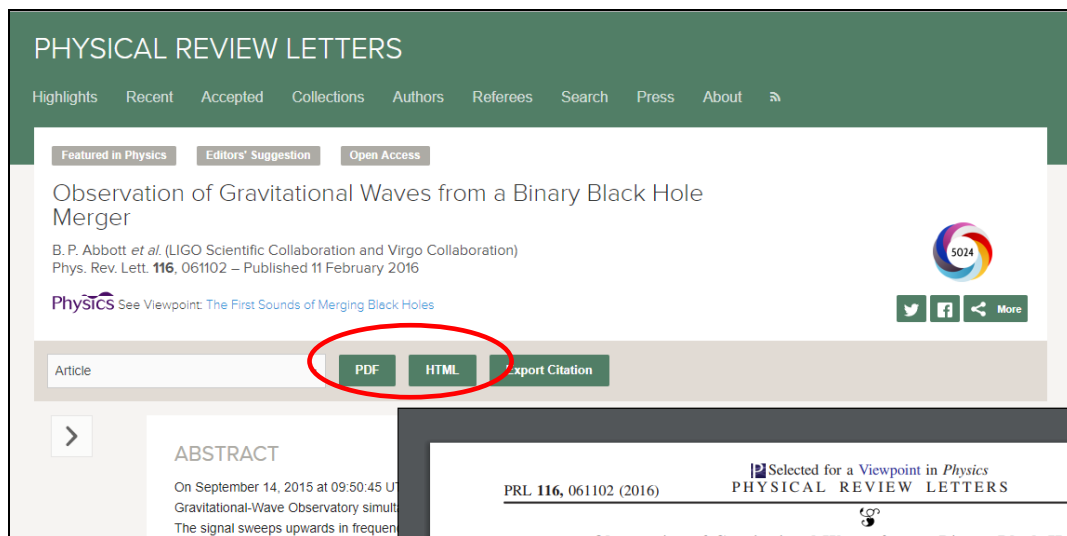 PHYSICAL REVIEW LETTERS
Highlights Recent Accepted Collections Authors Referees Search Press About
Featured in Physics Editors' Suggestion Open Access
Observation of Gravitational Waves from a Binary Black Hole
Merger
B. P. Abbott et al. (LIGO Scientific Collaboration and Virgo Collaboration)
Phys. Rev. Lett. 116, 061102 – Published 11 February 2016
5024
Physics See Viewpoint: The First Sounds of Merging Black Holes
More
Article PDF HTML Export Citation
ABSTRACT
On September 14, 2015 at 09:50:45
Gravitational-Wave Observatory
The signal sweeps upwards in
Selected for a Viewpoint in Physics
PRL 116, 061102 (2016) PHYSICAL REVIEW LETTERS